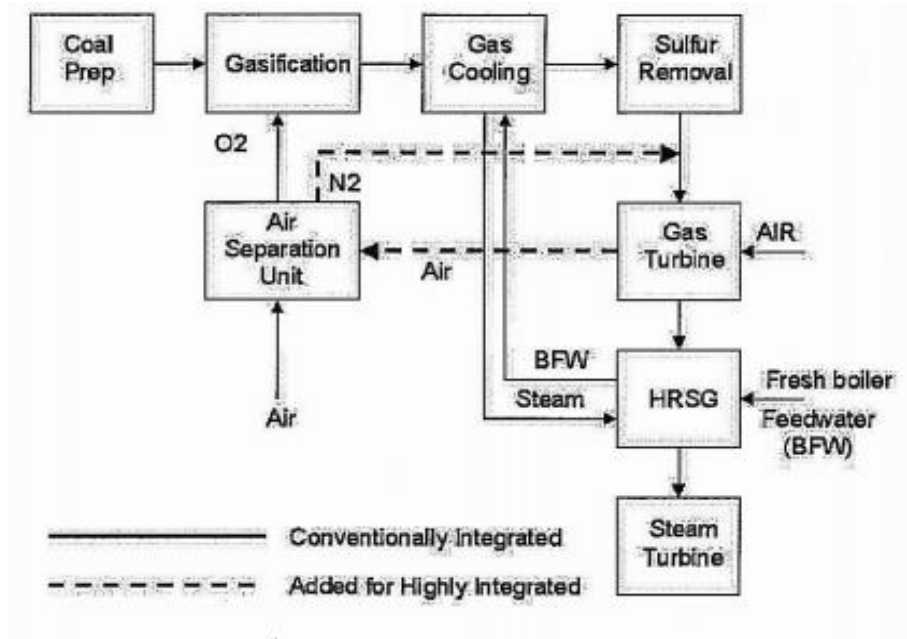 Coal
Prep
Gasification
Gas
Cooling
Sulfur
Removal
O2
N2
Air
Separation
Unit
Air
Gas
Turbine
AIR
BFW
Steam
HRSG
Fresh boiler
Feedwater
(BFW)
Air
Steam
Turbine
Conventionally Integrated
Added for Highly Integrated